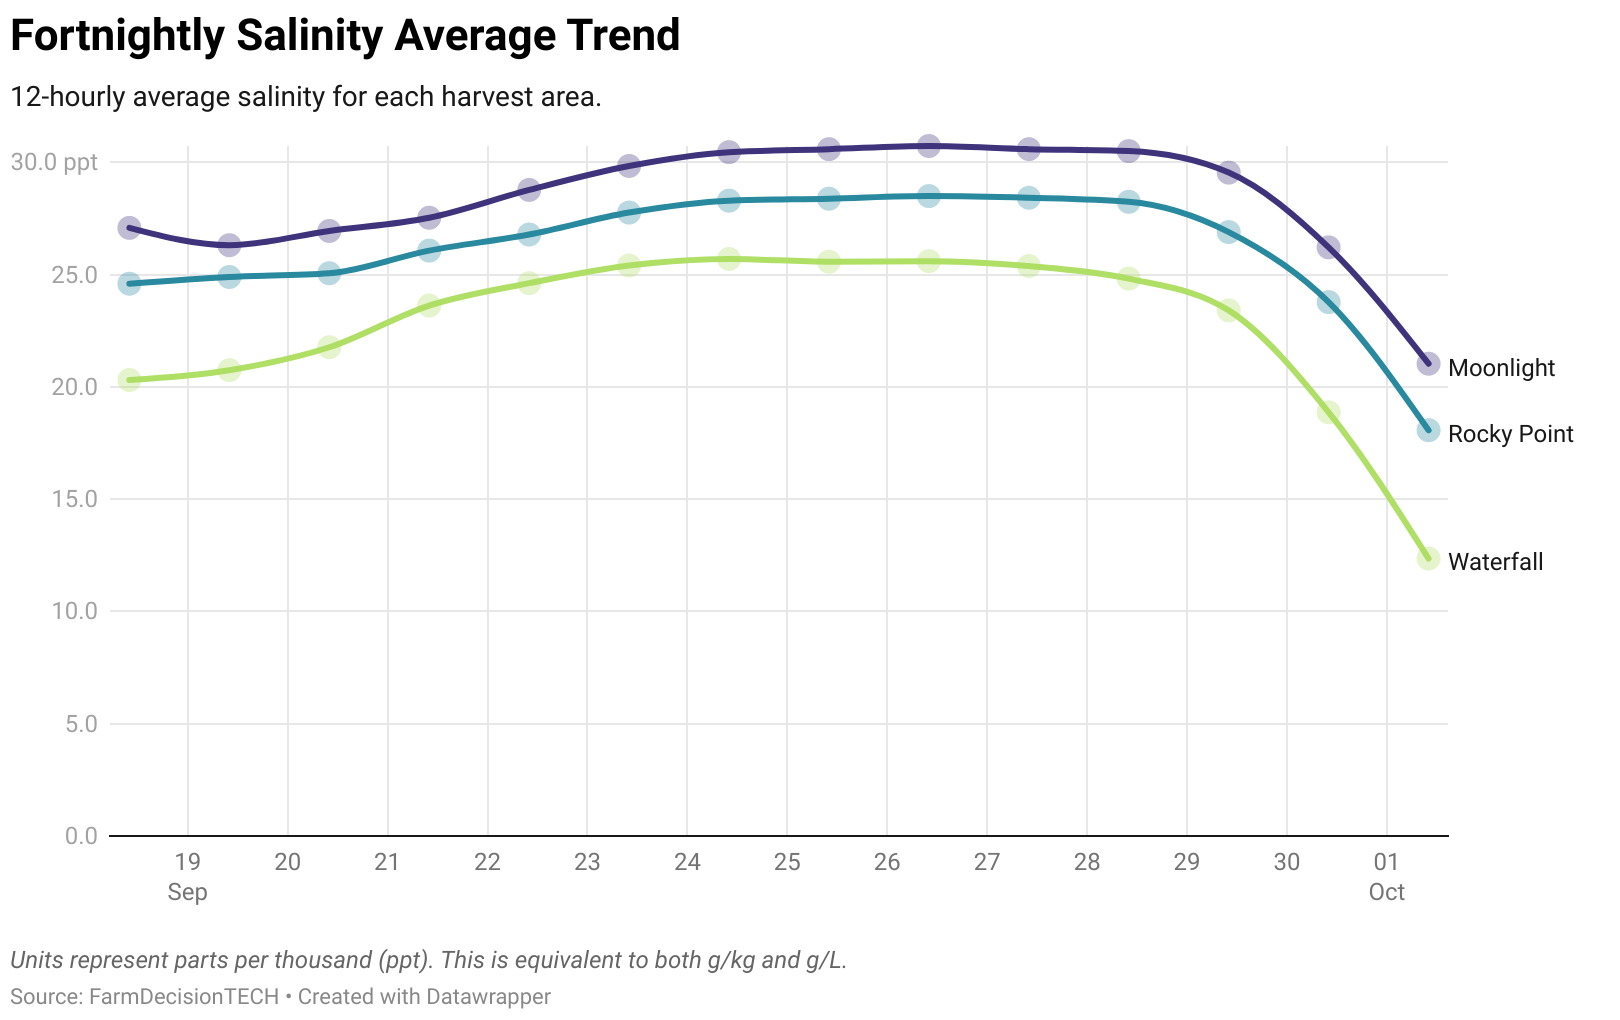 Fortnightly Salinity Average Trend
12-hourly average salinity for each harvest area.
30.0 ppt
25.0
20.0
15.0
10.0
5.0
0.0
Moonlight
Rocky Point
Waterfall
19 20 21 22 23 24 25 26 27 28 29 30 01
Sep Oct
Units represent parts per thousand (ppt). This is equivalent to both g/kg and g/L.
Source: FarmDecisionTECH • Created with Datawrapper